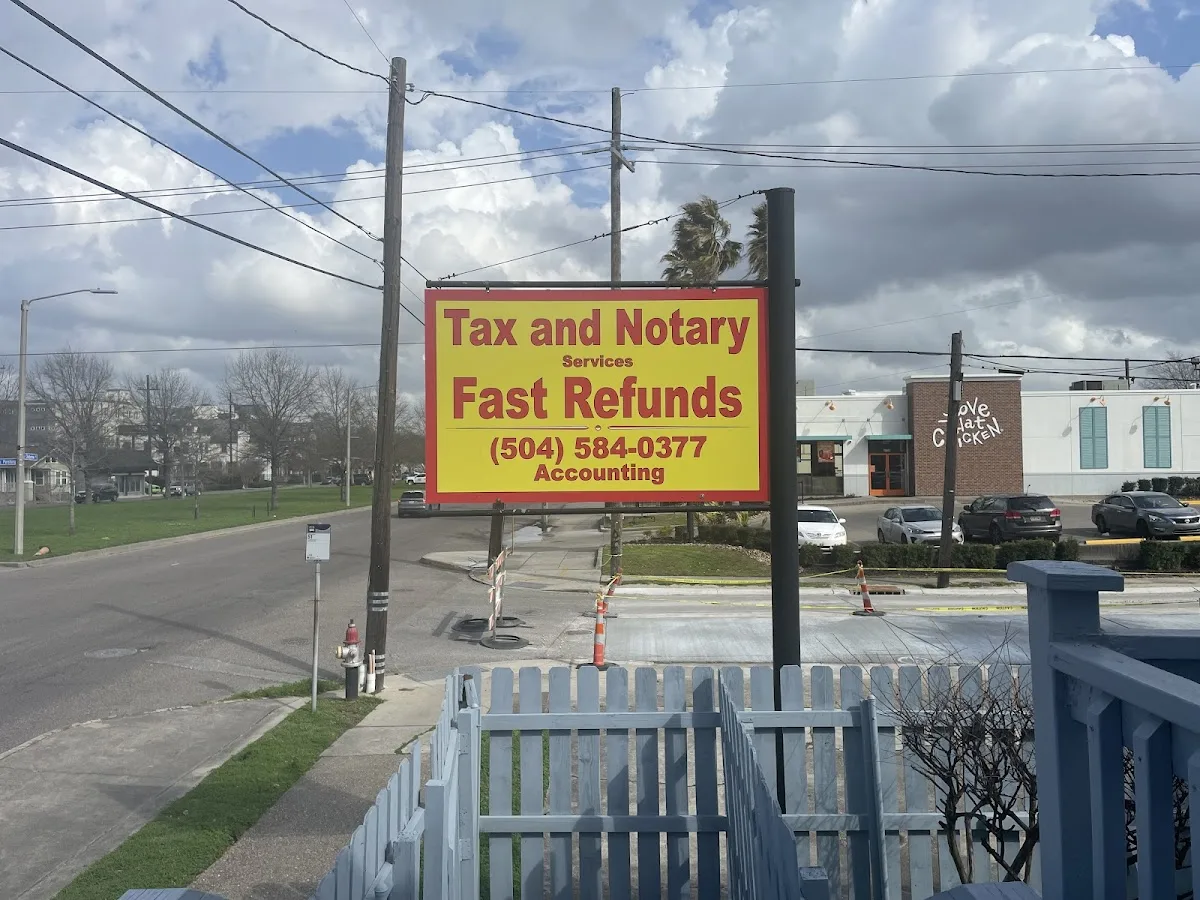 Tax and Notary
Services
Fast Refunds
(504) 584-0377
Accounting
love
that
CHICKEN